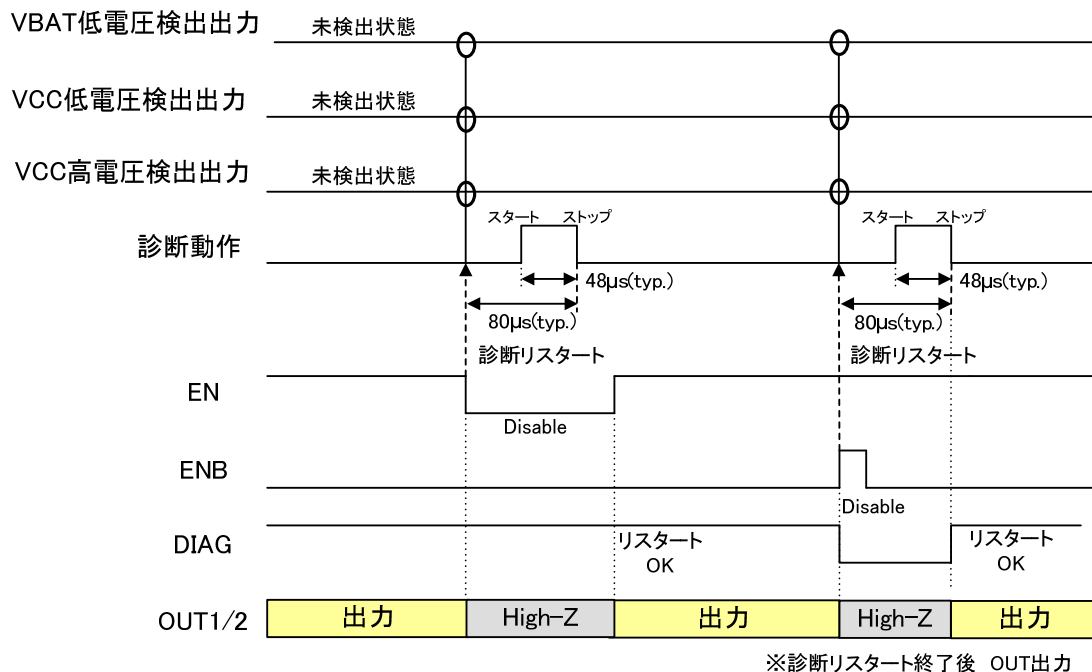 VBAT低電圧検出出力
未検出状態
VCC低電圧検出出力
未検出状態
VCC高電圧検出出力
未検出状態
スタート ストップ スタート ストップ
診断動作
48μs(typ.) 48μs(typ.)
80μs(typ.) 80μs(typ.)
診断リスタート 診断リスタート
EN
Disable
ENB
Disable
DIAG
リスタート
OK
リスタート
OK
OUT1/2
出力 High-Z 出力 High-Z 出力
※診断リスタート終了後 OUT出力